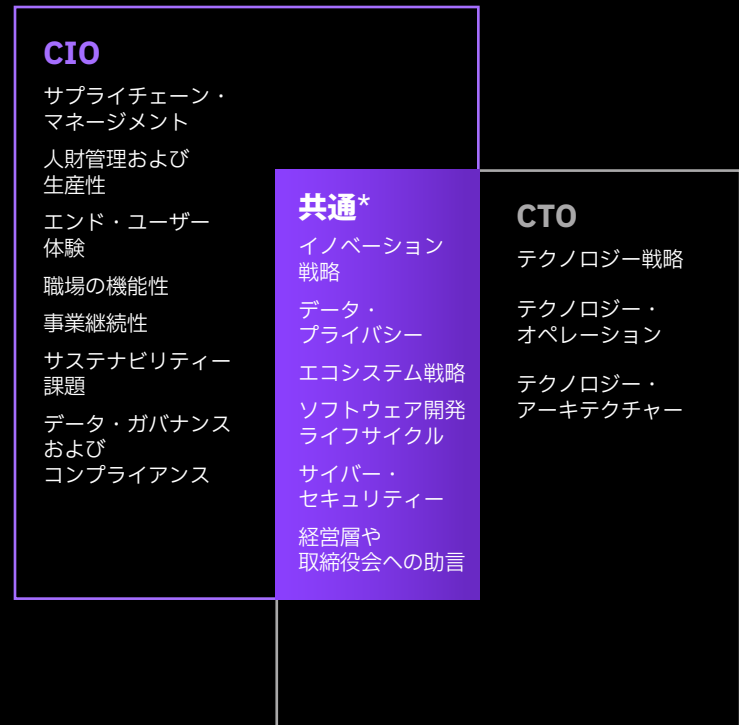 CIO
サプライチェーン・
マネージメント
人財管理および
生産性
エンド・ユーザー
体験
職場の機能性
事業継続性
サステナビリティー
課題
データ・ガバナンス
および
コンプライアンス
共通*
イノベーション
戦略
データ・
プライバシー
エコシステム戦略
ソフトウェア開発
ライフサイクル
サイバー・
セキュリティー
経営層や
取締役会への助言
CTO
テクノロジー戦略
テクノロジー・
オペレーション
テクノロジー・
アーキテクチャー